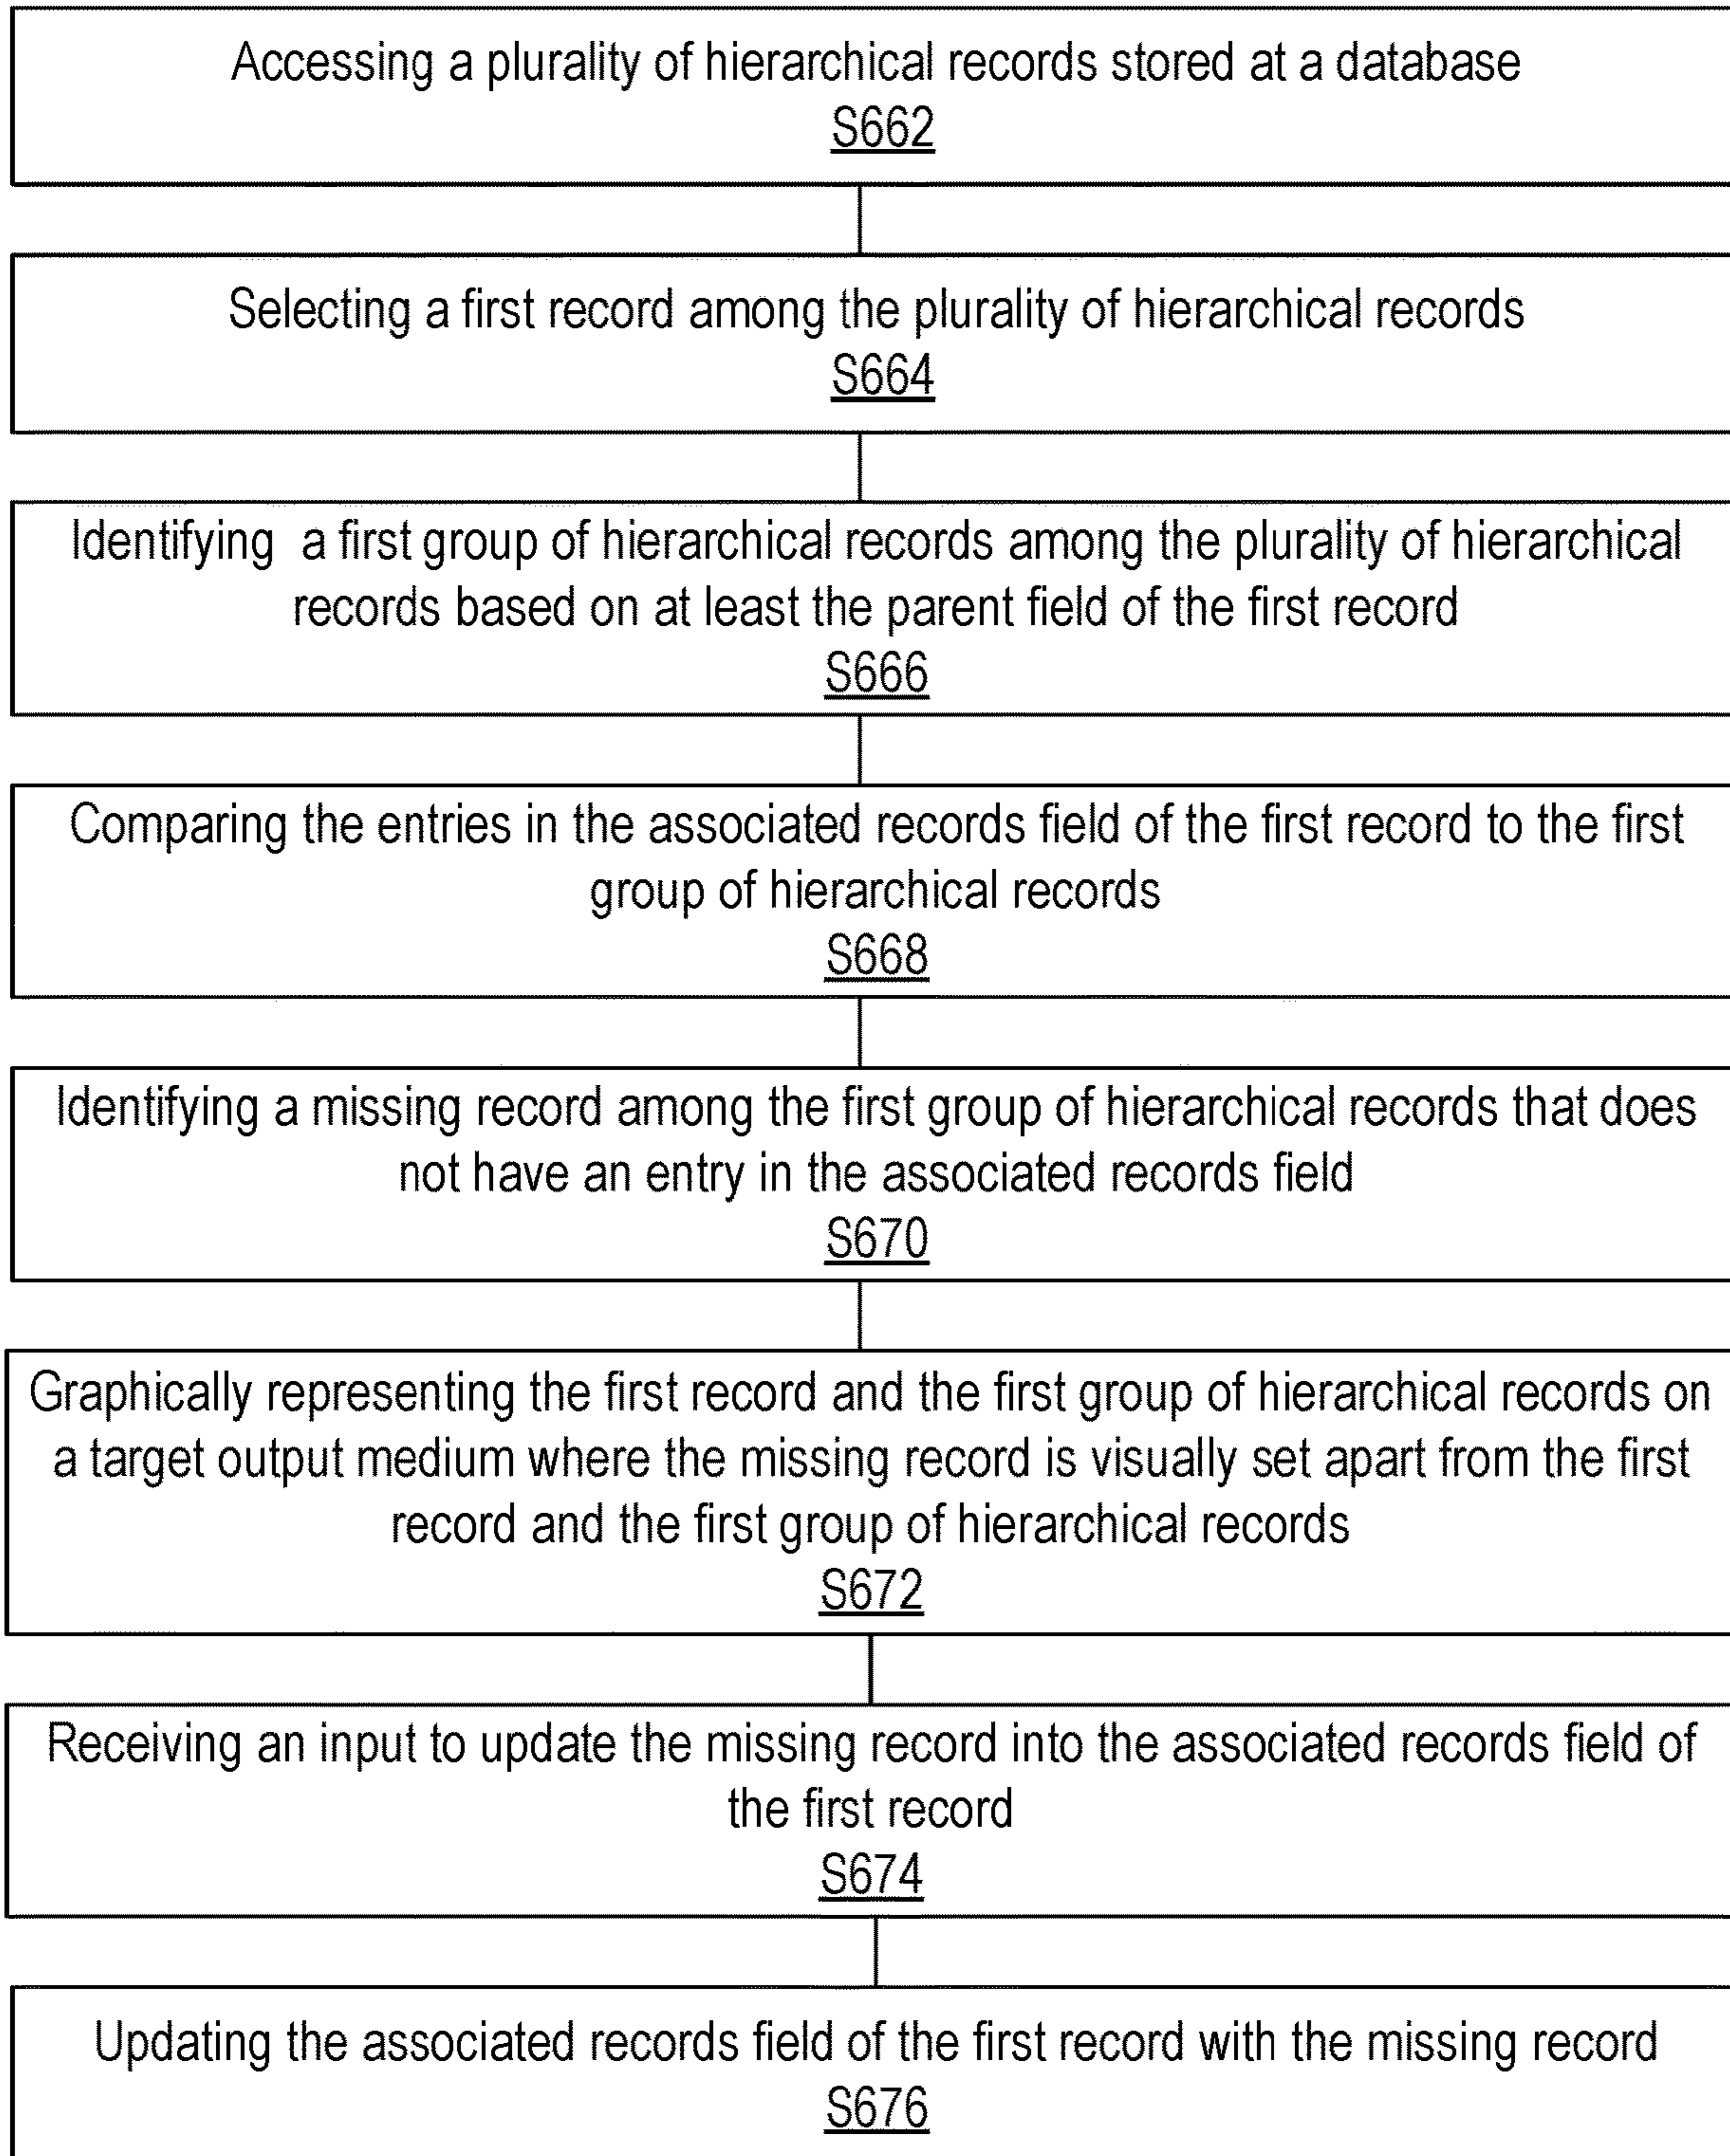 Accessing a plurality of hierarchical records stored at a database
S662
Selecting a first record among the plurality of hierarchical records
S664
Identifying a first group of hierarchical records among the plurality of hierarchical
records based on at least the parent field of the first record
S666
Comparing the entries in the associated records field of the first record to the first
group of hierarchical records
S668
Identifying a missing record among the first group of hierarchical records that does
not have an entry in the associated records field
S670
Graphically representing the first record and the first group of hierarchical records on
a target output medium where the missing record is visually set apart from the first
record and the first group of hierarchical records
S672
Receiving an input to update the missing record into the associated records field of
the first record
S674
Updating the associated records field of the first record with the missing record
S676